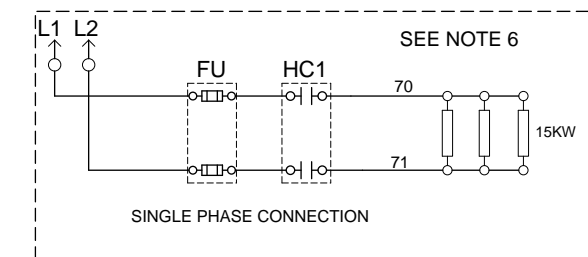 L1 L2
SEE NOTE 6
FU HC1
70
15KW
71
SINGLE PHASE CONNECTION